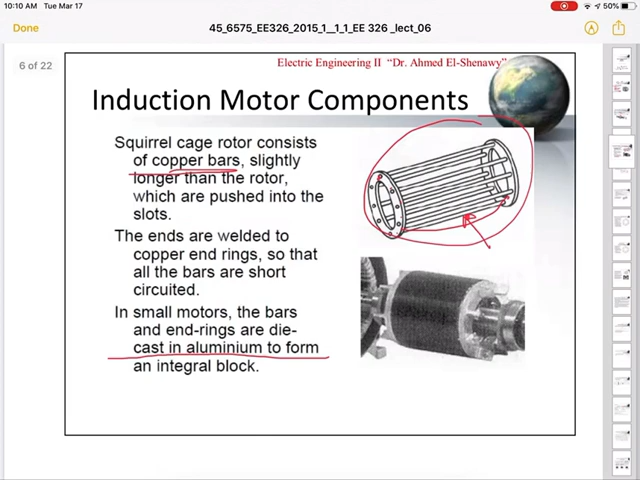 10:10 AM Tue Mar 17
50%
Done
45_6575_EE326_2015_1__1_1_EE 326 _lect_06
6 of 22
Electric Engineering II "Dr. Ahmed El-Shenawy"
Induction Motor Components
Squirrel cage rotor consists
of copper bars, slightly
longer than the rotor,
which are pushed into the
slots.
The ends are welded to
copper end rings, so that
all the bars are short
circuited.
In small motors, the bars
and end-rings are die-
cast in aluminium to form
an integral block.